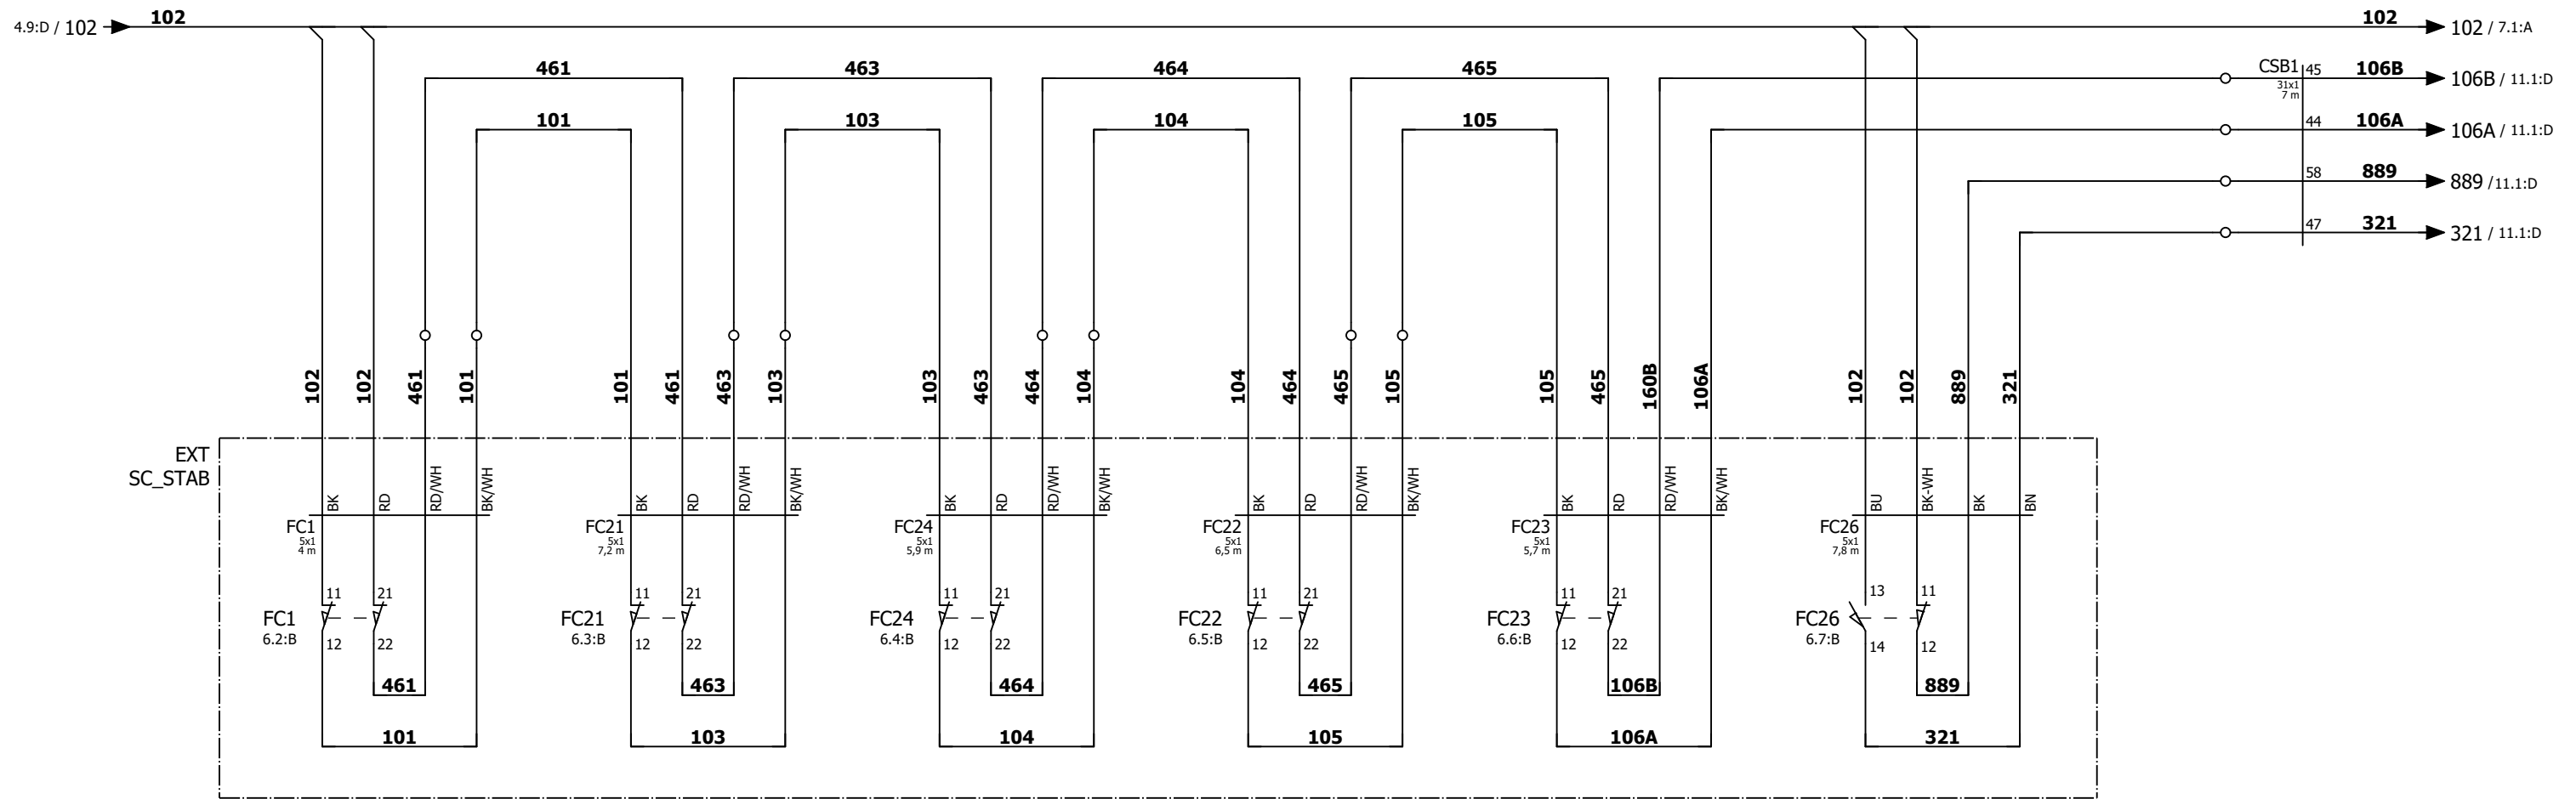 4.9:D / 102
102
102
102 / 7.1:A
461
463
464
465
CSB1
31x1
7 m
45
106B
106B / 11.1:D
101
103
104
105
44
106A
106A / 11.1:D
58
889
889 /11.1:D
47
321
321 / 11.1:D
102
102
461
101
101
461
463
103
103
463
464
104
104
464
465
105
105
465
160B
106A
102
102
889
321
EXT
SC_STAB
BK
RD
RD/WH
BK/WH
BK
RD
RD/WH
BK/WH
BK
RD
RD/WH
BK/WH
BK
RD
RD/WH
BK/WH
BK
RD
RD/WH
BK/WH
BU
BK-WH
BK
BN
FC1
5x1
4 m
FC21
5x1
7,2 m
FC24
5x1
5,9 m
FC22
5x1
6,5 m
FC23
5x1
5,7 m
FC26
5x1
7,8 m
11
21
11
21
11
21
11
21
11
21
13
11
FC1
6.2:B
FC21
6.3:B
FC24
6.4:B
FC22
6.5:B
FC23
6.6:B
FC26
6.7:B
12
22
12
22
12
22
12
22
12
22
14
12
461
463
464
465
106B
889
101
103
104
105
106A
321